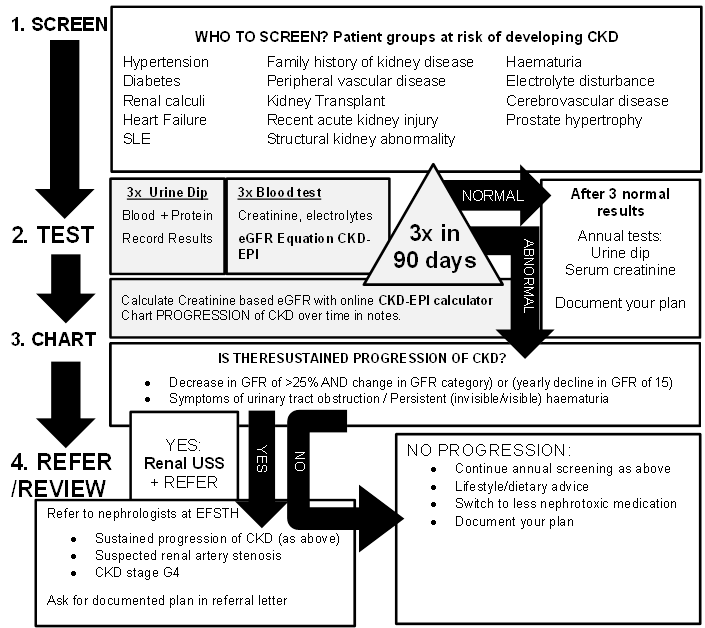 1. SCREEN
WHO TO SCREEN? Patient groups at risk of developing CKD
Hypertension
Diabetes
Renal calculi
Heart Failure
SLE
Family history of kidney disease
Peripheral vascular disease
Kidney Transplant
Recent acute kidney injury
Structural kidney abnormality
Haematuria
Electrolyte disturbance
Cerebrovascular disease
Prostate hypertrophy
2. TEST
3x Urine Dip
Blood + Protein
Record Results
3x Blood test
Creatinine, electrolytes
eGFR Equation CKD-
EPI
3x in
90 days
NORMAL
ABNORMAL
After 3 normal
results
Annual tests:
Urine dip
Serum creatinine
Document your plan
3. CHART
Calculate Creatinine based eGFR with online CKD-EPI calculator
Chart PROGRESSION of CKD over time in notes.
IS THERESUSTAINED PROGRESSION OF CKD?
• Decrease in GFR of >25% AND change in GFR category) or (yearly decline in GFR of 15)
• Symptoms of urinary tract obstruction / Persistent (invisible/visible) haematuria
4. REFER
/REVIEW
YES:
Renal USS
+ REFER
YES
NO
Refer to nephrologists at EFSTH
• Sustained progression of CKD (as above)
• Suspected renal artery stenosis
• CKD stage G4
Ask for documented plan in referral letter
NO PROGRESSION:
• Continue annual screening as above
• Lifestyle/dietary advice
• Switch to less nephrotoxic medication
• Document your plan